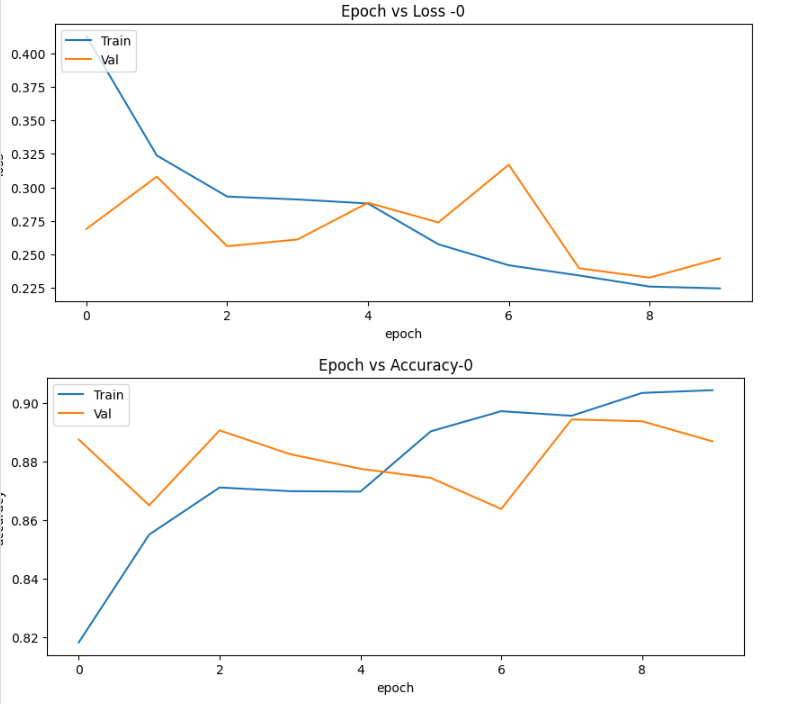 Epoch vs Loss -0
Train
Val
0.400
0.375
0.350
0.325
0.300
0.275
0.250
0.225
0 2 4 6 8
epoch
Epoch vs Accuracy-0
Train
Val
0.90
0.88
0.86
0.84
0.82
0 2 4 6 8
epoch